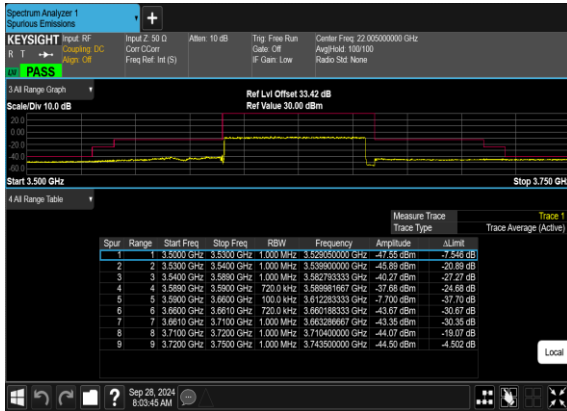 Spectrum Analyzer 1
Spurious Emissions
KEYSIGHT Input: RF Input Z: 50 Ω Atten: 10 dB Trig: Free Run Center Freq: 22.005000000 GHz
R T Coupling: DC Corr CCorr Gate: Off Avg|Hold: 100/100
Align: Off Freq Ref: Int (S) IF Gain: Low Radio Std: None
PASS
3 All Range Graph
Ref Lvl Offset 33.42 dB
Scale/Div 10.0 dB Ref Value 30.00 dBm
20.0
0.00
-20.0
-40.0
-60.0
Start 3.500 GHz Stop 3.750 GHz
4 All Range Table
Measure Trace Trace 1
Trace Type Trace Average (Active)
Spur Range Start Freq Stop Freq RBW Frequency Amplitude ΔLimit
1 1 3.5000 GHz 3.5300 GHz 1.000 MHz 3.529050000 GHz -47.55 dBm -7.546 dB
2 2 3.5300 GHz 3.5400 GHz 1.000 MHz 3.539900000 GHz -45.89 dBm -20.89 dB
3 3 3.5400 GHz 3.5890 GHz 1.000 MHz 3.582793333 GHz -40.27 dBm -27.27 dB
4 4 3.5890 GHz 3.5900 GHz 720.0 kHz 3.589981667 GHz -37.68 dBm -24.68 dB
5 5 3.5900 GHz 3.6600 GHz 100.0 kHz 3.612283333 GHz -7.700 dBm -37.70 dB
6 6 3.6600 GHz 3.6610 GHz 720.0 kHz 3.660188333 GHz -43.67 dBm -30.67 dB
7 7 3.6610 GHz 3.7100 GHz 1.000 MHz 3.663286667 GHz -43.35 dBm -30.35 dB
8 8 3.7100 GHz 3.7200 GHz 1.000 MHz 3.710400000 GHz -44.07 dBm -19.07 dB
9 9 3.7200 GHz 3.7500 GHz 1.000 MHz 3.743500000 GHz -44.50 dBm -4.502 dB
Local
? Sep 28, 2024
8:03:45 AM